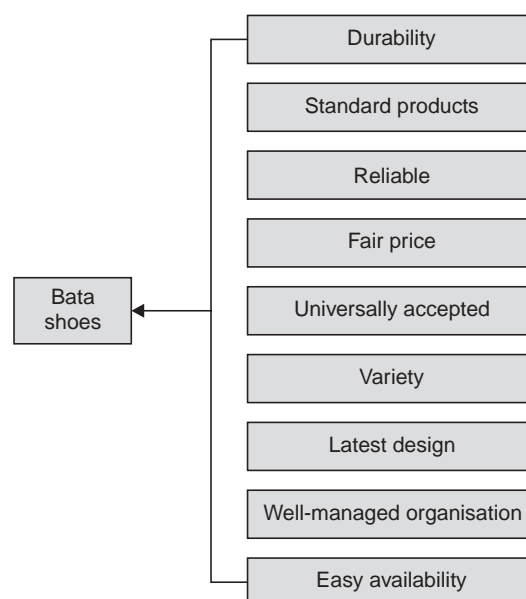 Durability
Standard products
Reliable
Fair price
Bata
shoes
Universally accepted
Variety
Latest design
Well-managed organisation
Easy availability